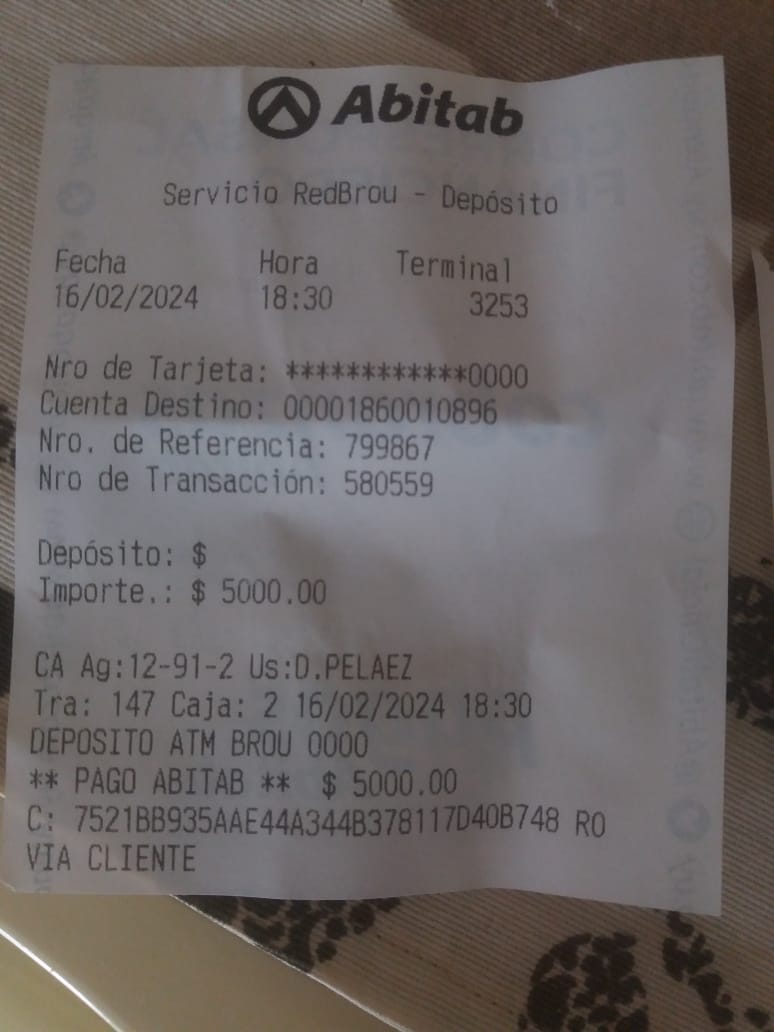 Abitab
Servicio RedBrou - Depósito
Fecha Hora Terminal
16/02/2024 18:30 3253
Nro de Tarjeta: ************0000
Cuenta Destino: 00001860010896
Nro. de Referencia: 799867
Nro de Transacción: 580559
Depósito: $
Importe.: $ 5000.00
CA Ag:12-91-2 Us:D.PELAEZ
Tra: 147 Caja: 2 16/02/2024 18:30
DEPOSITO ATM BROU 0000
** PAGO ABITAB ** $ 5000.00
C: 7521BB935AAE44A344B378117D40B748 RO
VIA CLIENTE